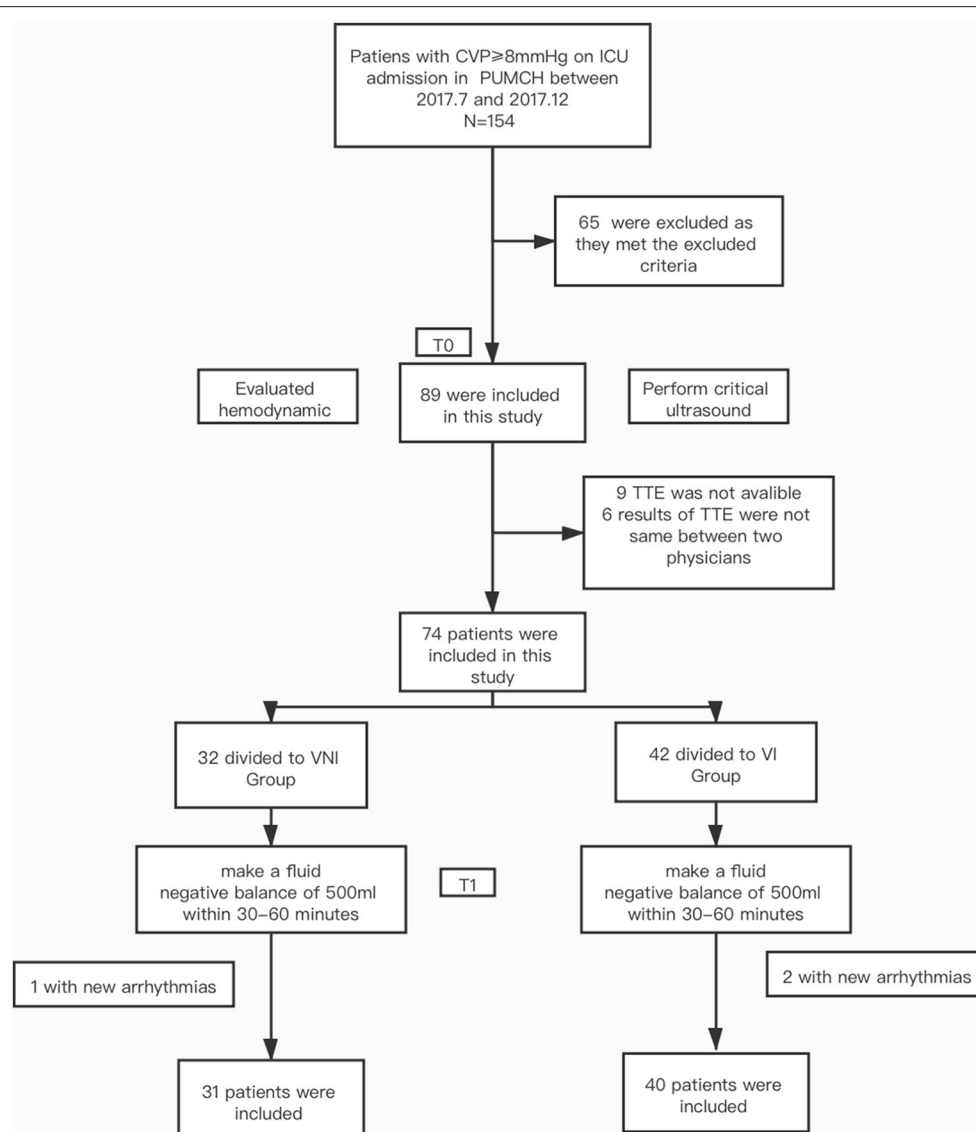 Patiens with CVP≥8mmHg on ICU
admission in PUMCH between
2017.7 and 2017.12
N=154
65 were excluded as
they met the excluded
criteria
T0
Evaluated
hemodynamic
89 were included
in this study
Perform critical
ultrasound
9 TTE was not avalible
6 results of TTE were not
same between two
physicians
74 patients were
included in this
study
32 divided to VNI
Group
42 divided to VI
Group
make a fluid
negative balance of 500ml
within 30–60 minutes
T1
make a fluid
negative balance of 500ml
within 30–60 minutes
1 with new arrhythmias
2 with new arrhythmias
31 patients were
included
40 patients were
included